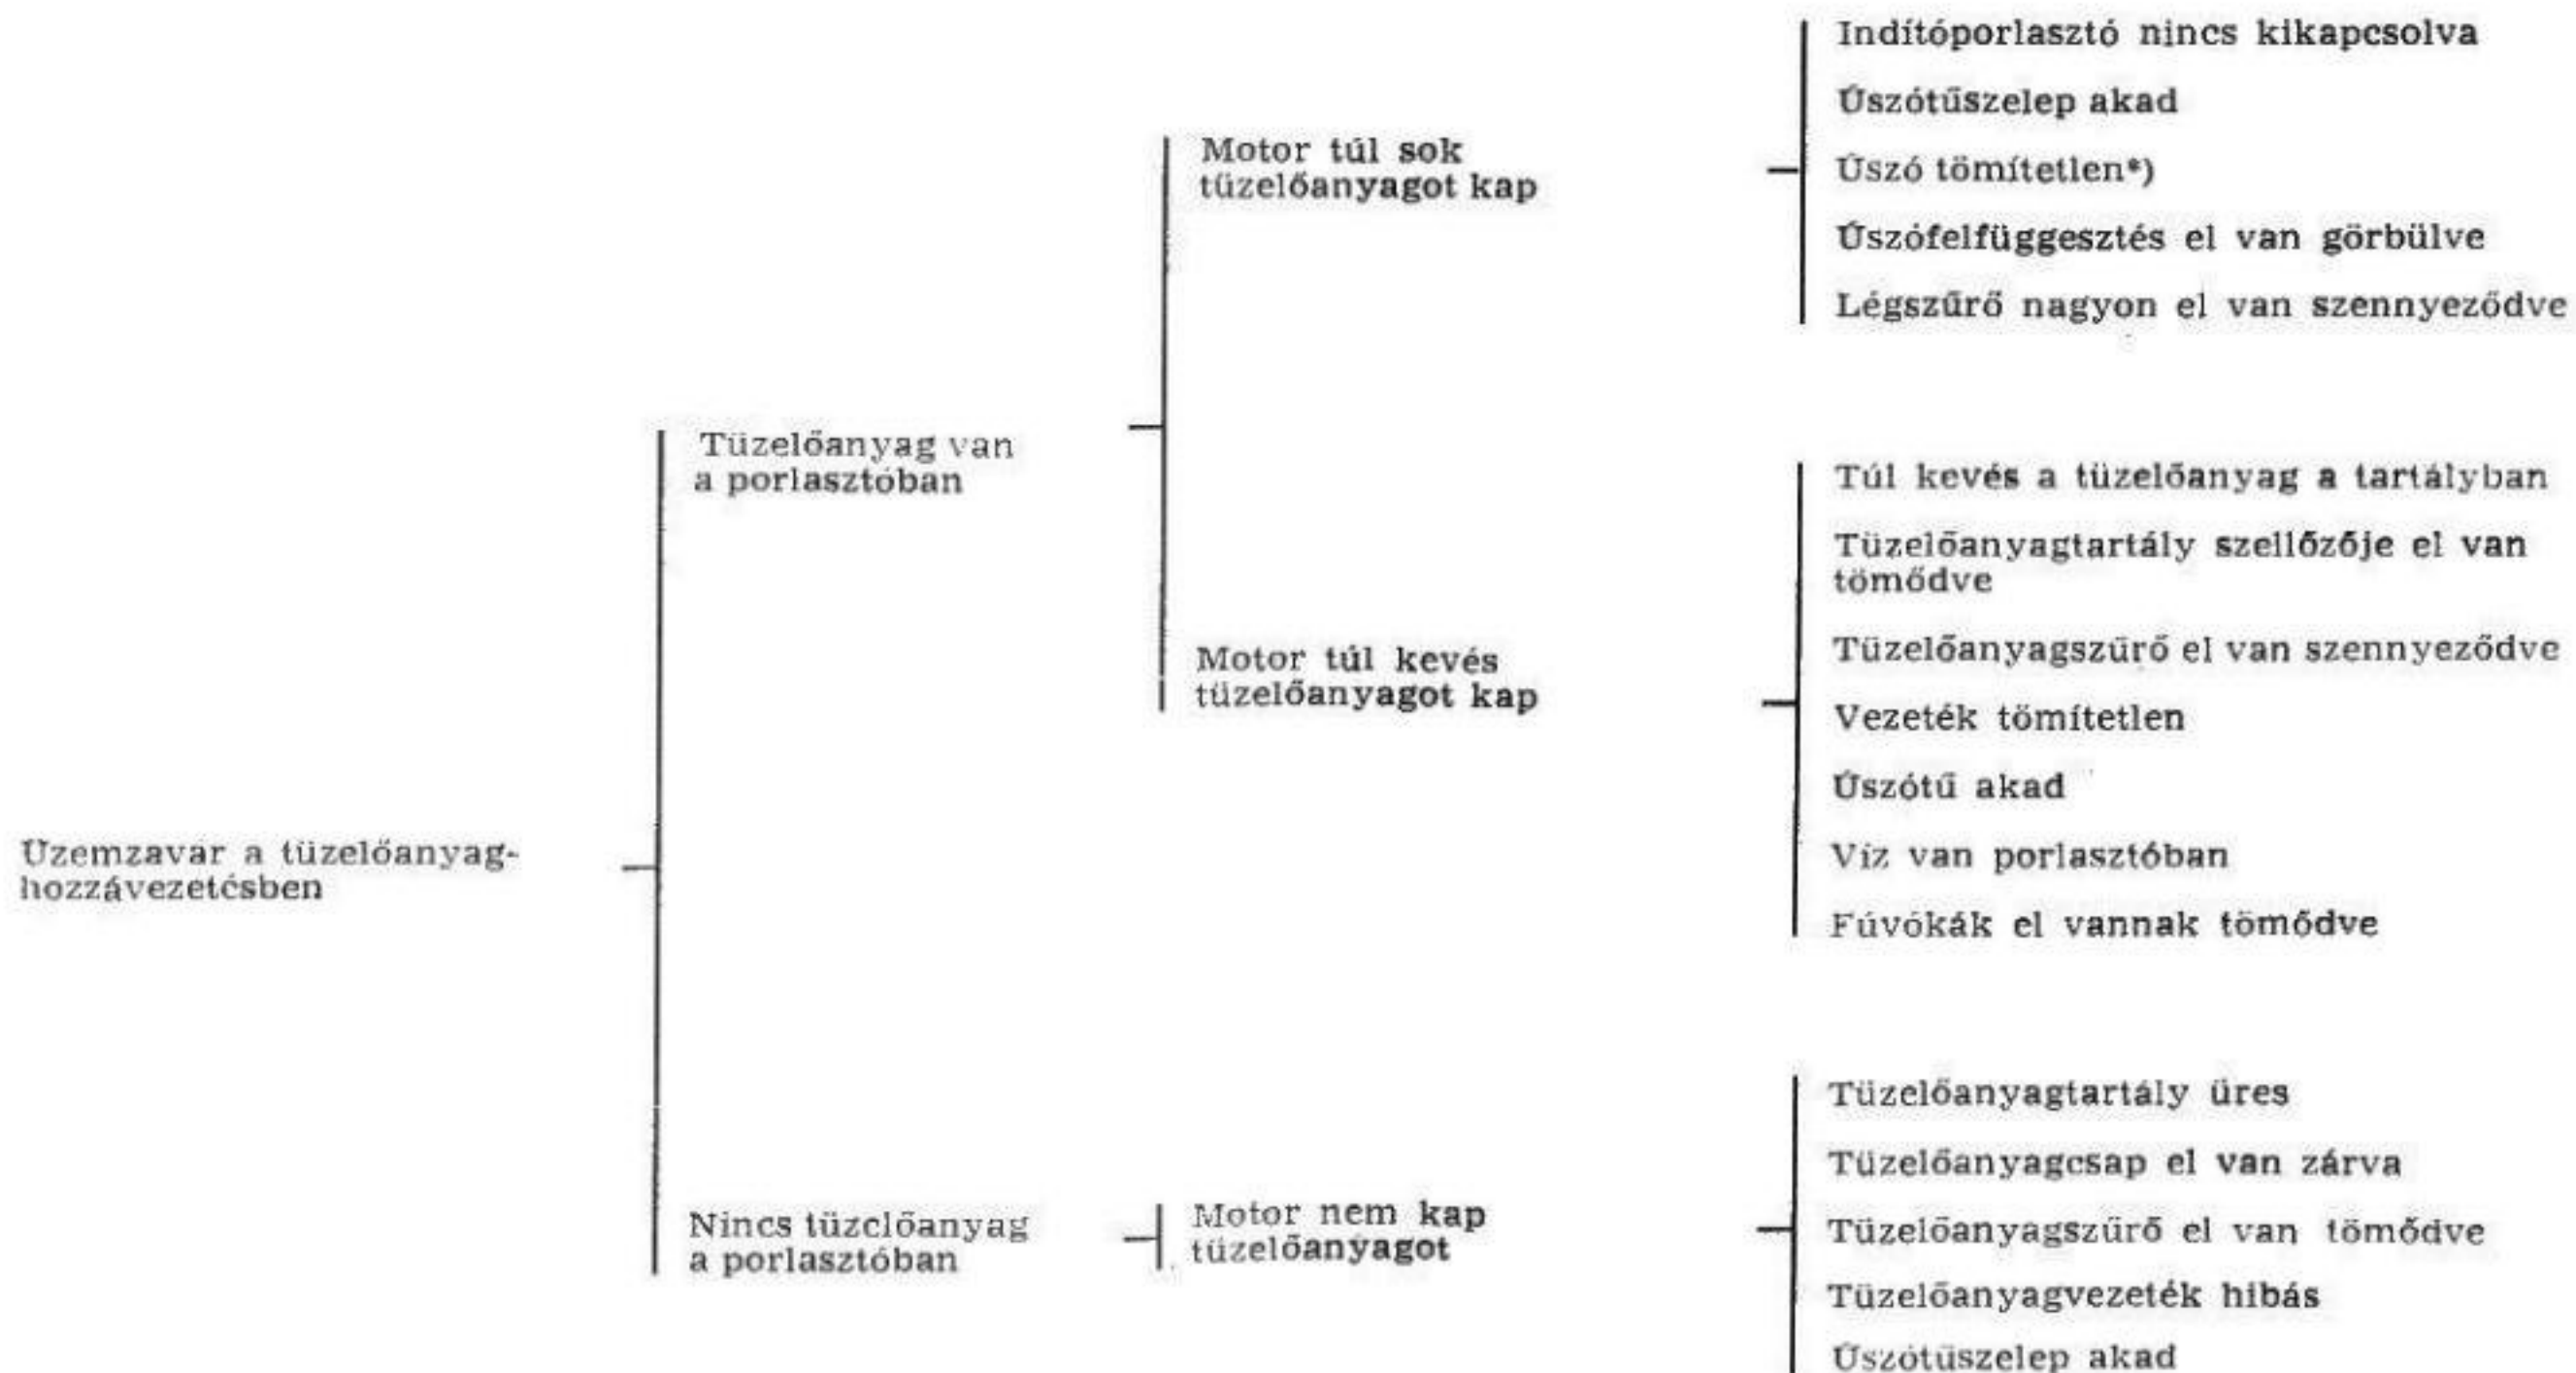 Indítóporlasztó nincs kikapcsolva
Úszótűszelep akad
Motor túl sok
tüzelőanyagot kap
Úszó tömítetlen*)
Úszófelfüggesztés el van görbülve
Légszűrő nagyon el van szennyeződve
Tüzelőanyag van
a porlasztóban
Túl kevés a tüzelőanyag a tartályban
Tüzelőanyagtartály szellőzője el van
tömődve
Tüzelőanyagszűrő el van szennyeződve
Motor túl kevés
tüzelőanyagot kap
Vezeték tömítetlen
Úszótű akad
Víz van porlasztóban
Fúvókák el vannak tömődve
Üzemzavar a tüzelőanyag-
hozzávezetésben
Tüzelőanyagtartály üres
Tüzelőanyagcsap el van zárva
Nincs tüzelőanyag
a porlasztóban
Motor nem kap
tüzelőanyagot
Tüzelőanyagszűrő el van tömődve
Tüzelőanyagvezeték hibás
Úszótűszelep akad